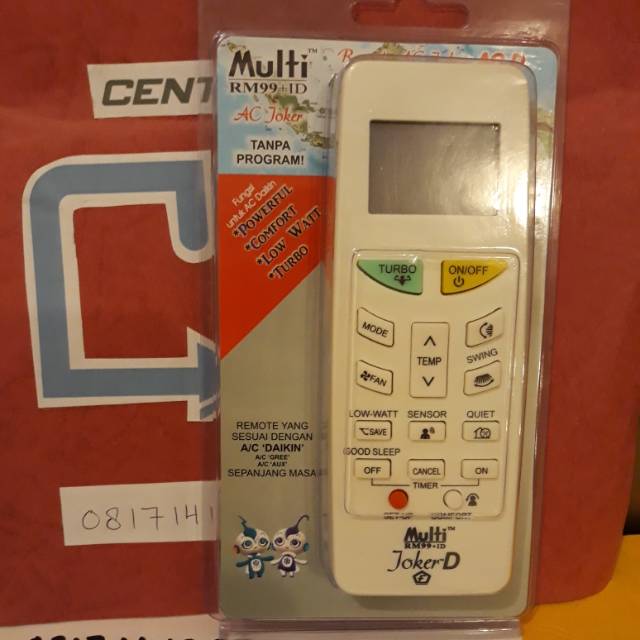 CENT
Multi™
RM99+ID
AC Joker
TANPA
PROGRAM!
Fungsi
untuk AC Daikin
*POWERFUL
*COMFORT
*LOW WATT
*TURBO
TURBO
ON/OFF
MODE
TEMP
SWING
FAN
LOW-WATT
SENSOR
QUIET
SAVE
GOOD SLEEP
OFF
CANCEL
ON
TIMER
REMOTE YANG
SESUAI DENGAN
A/C 'DAIKIN'
A/C 'GREE'
A/C 'AUX'
SEPANJANG MASA
0817141
Multi™
RM99+ID
Joker-D